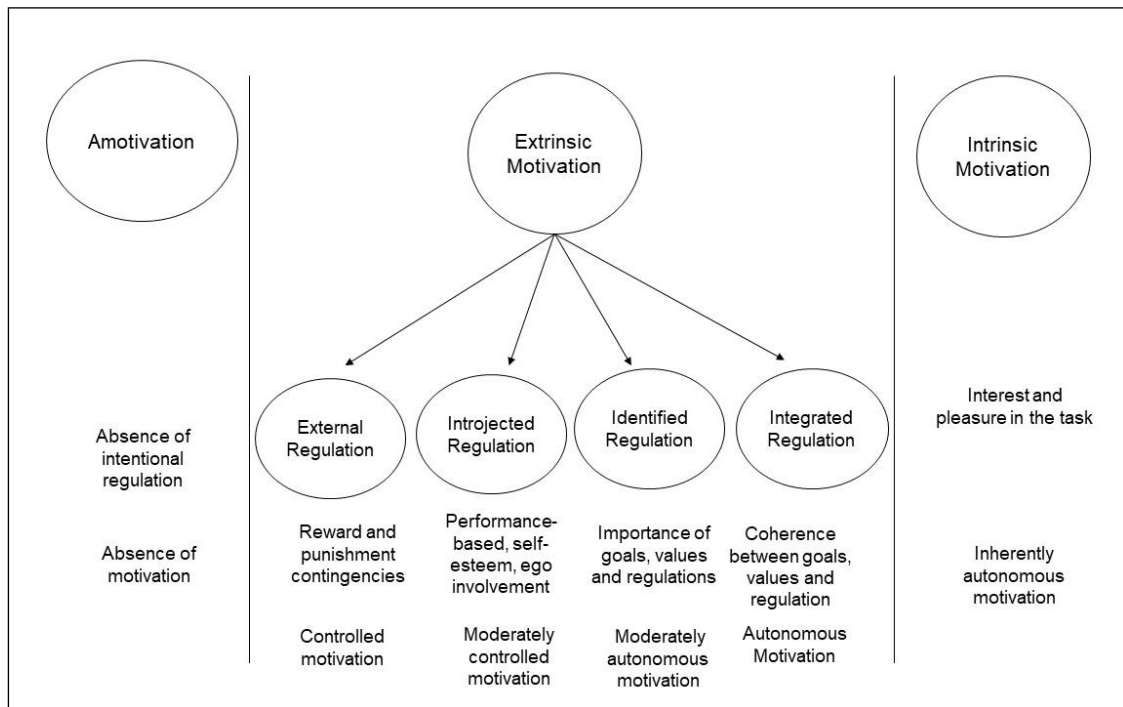 Amotivation
Extrinsic
Motivation
Intrinsic
Motivation
External
Regulation
Introjected
Regulation
Identified
Regulation
Integrated
Regulation
Absence of
intentional
regulation
Interest and
pleasure in the task
Absence of
motivation
Reward and
punishment
contingencies
Performance-
based, self-
esteem, ego
involvement
Importance of
goals, values
and regulations
Coherence
between goals,
values and
regulation
Inherently
autonomous
motivation
Controlled
motivation
Moderately
controlled
motivation
Moderately
autonomous
motivation
Autonomous
Motivation